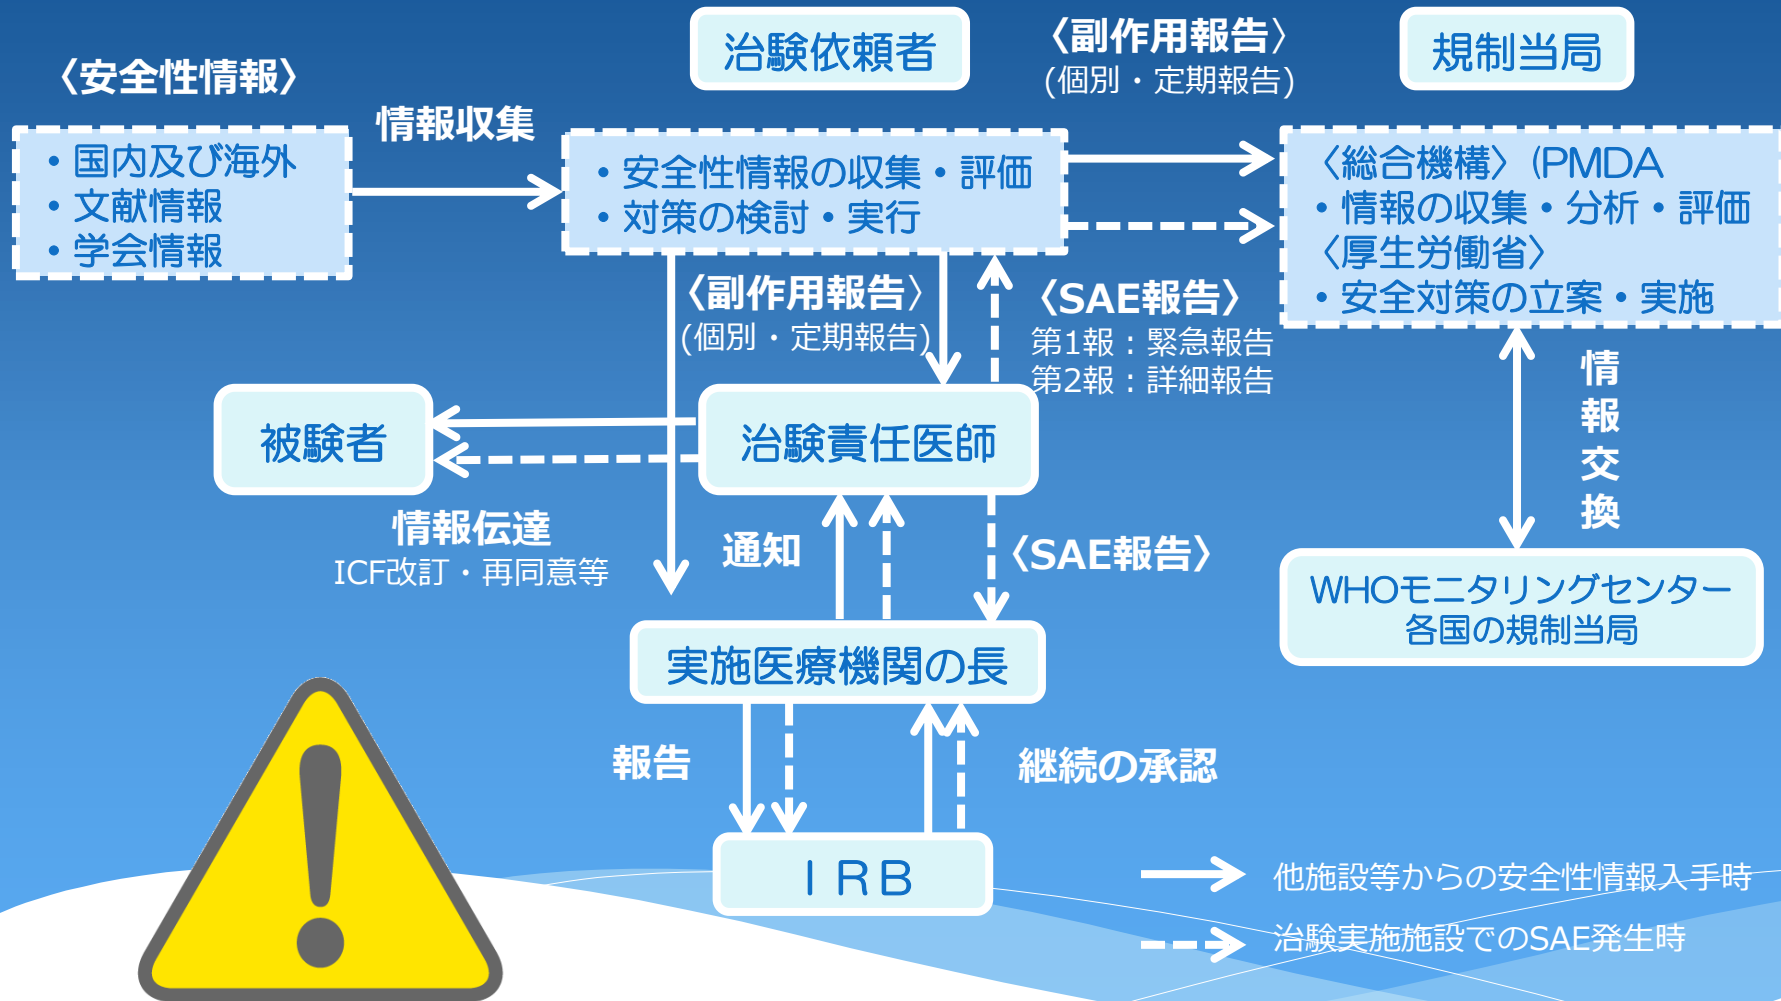 〈安全性情報〉
・国内及び海外
・文献情報
・学会情報
情報収集
治験依頼者
・安全性情報の収集・評価
・対策の検討・実行
〈副作用報告〉
(個別・定期報告)
規制当局
〈総合機構〉(PMDA
・情報の収集・分析・評価
〈厚生労働省〉
・安全対策の立案・実施
〈副作用報告〉
(個別・定期報告)
〈SAE報告〉
第1報：緊急報告
第2報：詳細報告
情報交換
被験者
治験責任医師
情報伝達
ICF改訂・再同意等
通知
〈SAE報告〉
WHOモニタリングセンター
各国の規制当局
実施医療機関の長
報告
継続の承認
ＩＲＢ
他施設等からの安全性情報入手時
治験実施施設でのSAE発生時